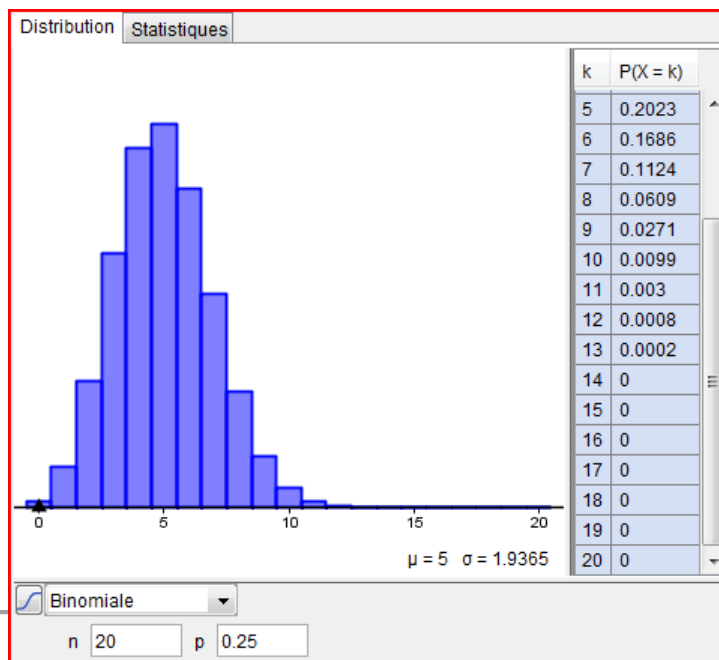 Distribution Statistiques
k P(X = k)
5 0.2023
6 0.1686
7 0.1124
8 0.0609
9 0.0271
10 0.0099
11 0.003
12 0.0008
13 0.0002
14 0
15 0
16 0
17 0
18 0
19 0
20 0
0 5 10 15 20
μ = 5 σ = 1.9365
Binomiale
n 20 p 0.25